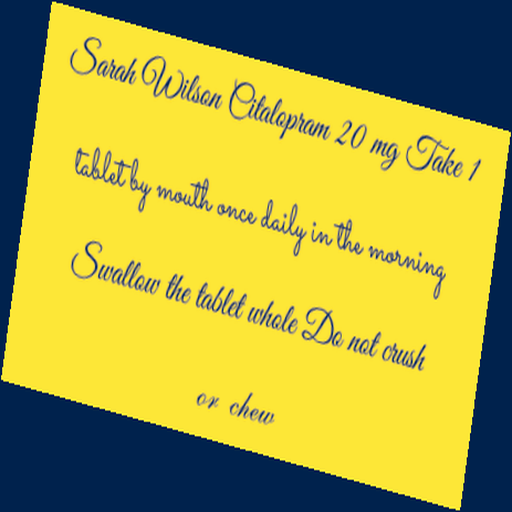 Sarah Wilson Citalopram 20 mg Take 1
tablet by mouth once daily in the morning
Swallow the tablet whole Do not crush
or chew